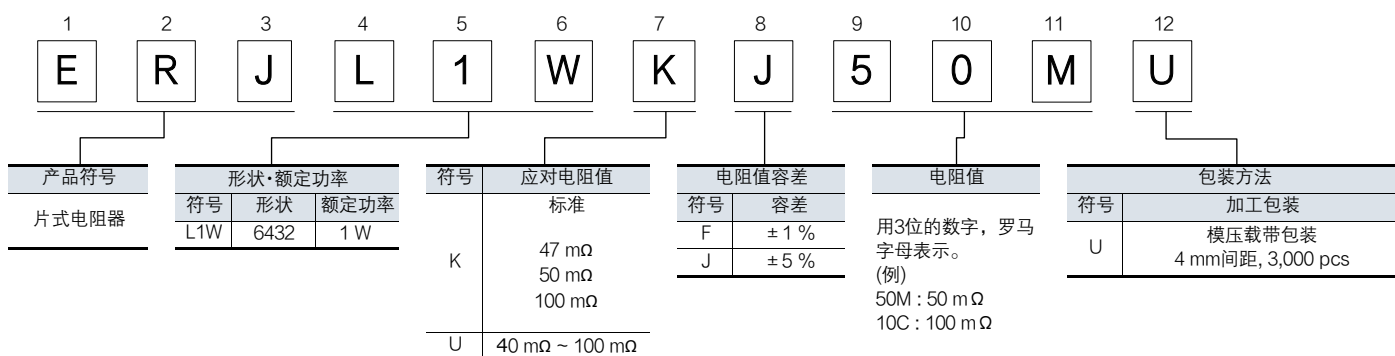 1 2 3 4 5 6 7 8 9 10 11 12
E R J L 1 W K J 5 0 M U
产品符号
片式电阻器
形状·额定功率
符号 形状 额定功率
L1W 6432 1 W
符号 应对电阻值
K 标准
47 mΩ
50 mΩ
100 mΩ
U 40 mΩ ~ 100 mΩ
电阻值容差
符号 容差
F ±1 %
J ±5 %
电阻值
用3位的数字，罗马
字母表示。
(例)
50M : 50 m Ω
10C : 100 m Ω
包装方法
符号 加工包装
U 模压载带包装
4 mm间距, 3,000 pcs